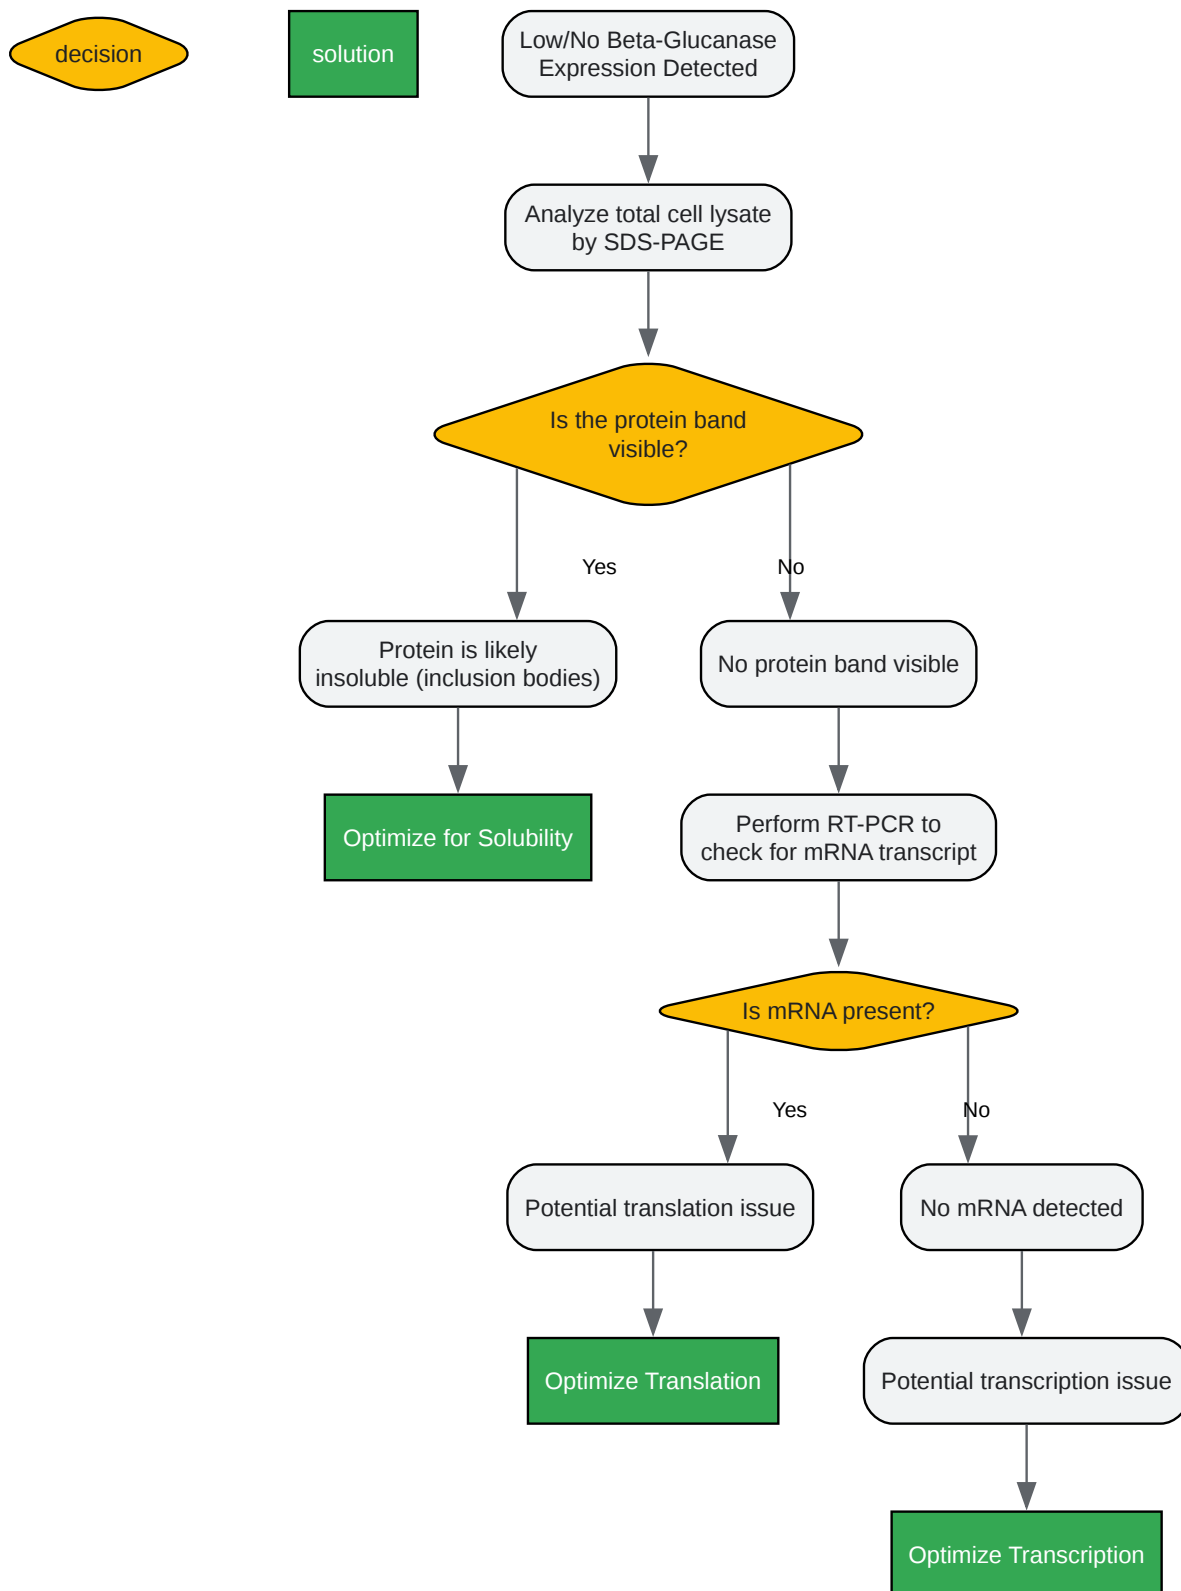 decision
solution
Low/No Beta-Glucanase
Expression Detected
Analyze total cell lysate
by SDS-PAGE
Is the protein band
visible?
Yes
No
Protein is likely
insoluble (inclusion bodies)
No protein band visible
Optimize for Solubility
Perform RT-PCR to
check for mRNA transcript
Is mRNA present?
Yes
No
Potential translation issue
No mRNA detected
Optimize Translation
Potential transcription issue
Optimize Transcription